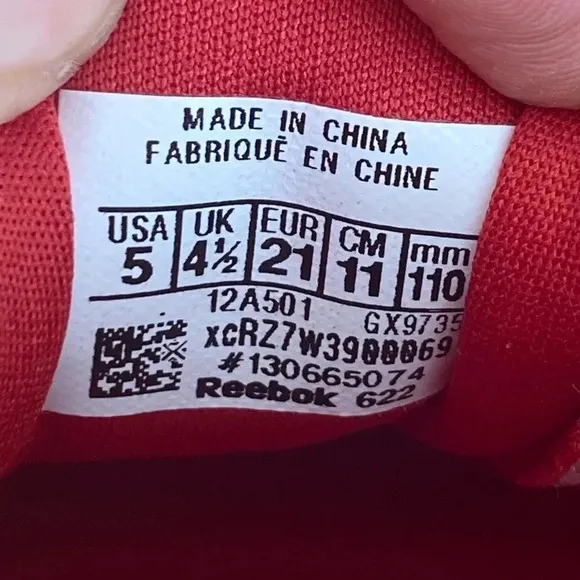 MADE IN CHINA
FABRIQUÉ EN CHINE
USA UK EUR CM mm
5 4½ 21 11 110
12A501 GX9735
xcRZ7W3900069
#130665074
Reebok 622